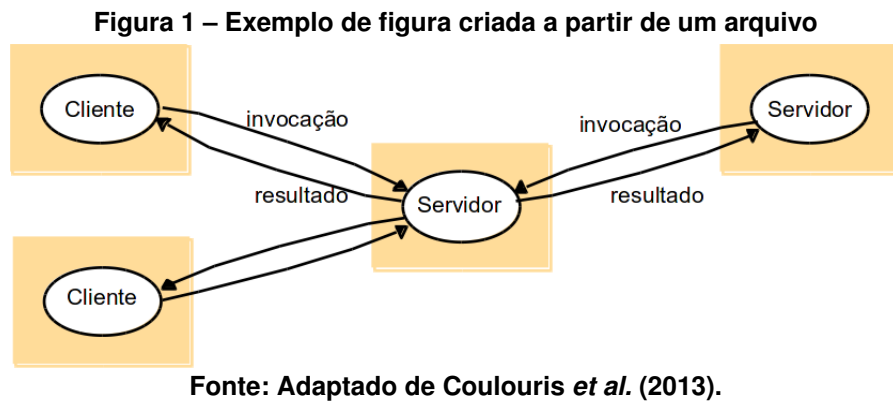 Figura 1 – Exemplo de figura criada a partir de um arquivo
Cliente
invocação
resultado
Servidor
invocação
resultado
Servidor
Cliente
Fonte: Adaptado de Coulouris et al. (2013).